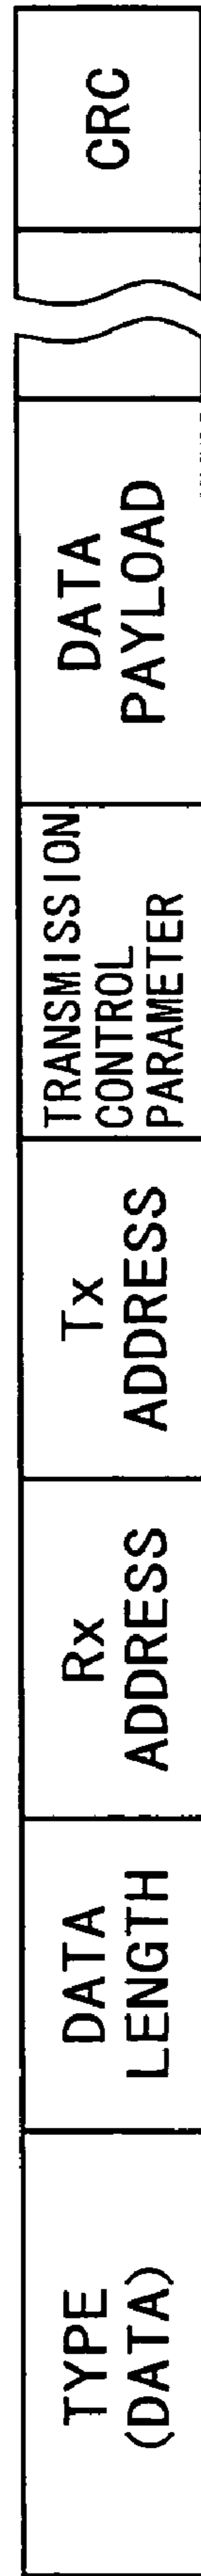 TYPE
(DATA)
DATA
LENGTH
Rx
ADDRESS
Tx
ADDRESS
TRANSMISSION
CONTROL
PARAMETER
DATA
PAYLOAD
CRC